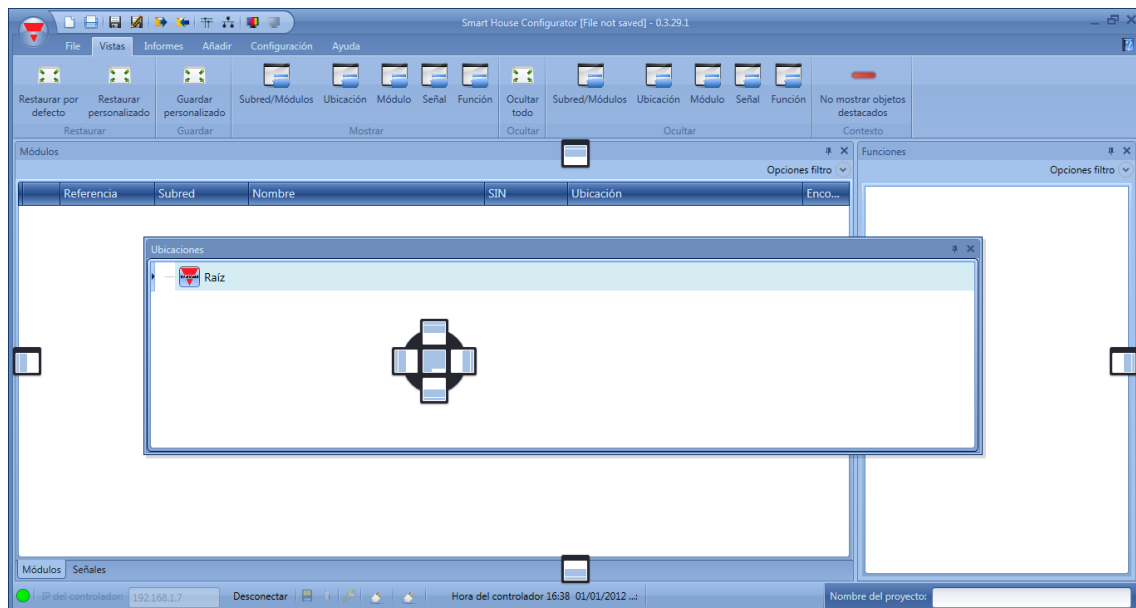 Smart House Configurator [File not saved] - 0.3.29.1
File Vistas Informes Añadir Configuración Ayuda
Restaurar por defecto Restaurar personalizado Guardar personalizado Subred/Módulos Ubicación Módulo Señal Función Ocultar todo Subred/Módulos Ubicación Módulo Señal Función No mostrar objetos destacados
Restaurar Guardar Mostrar Ocultar Ocultar Contexto
Módulos Funciones
Opciones filtro Opciones filtro
Referencia Subred Nombre SIN Ubicación Enco...
Ubicaciones
Raíz
Módulos Señales
IP del controlador: 192.168.1.7 Desconectar Hora del controlador 16:38 01/01/2012 ...: Nombre del proyecto: